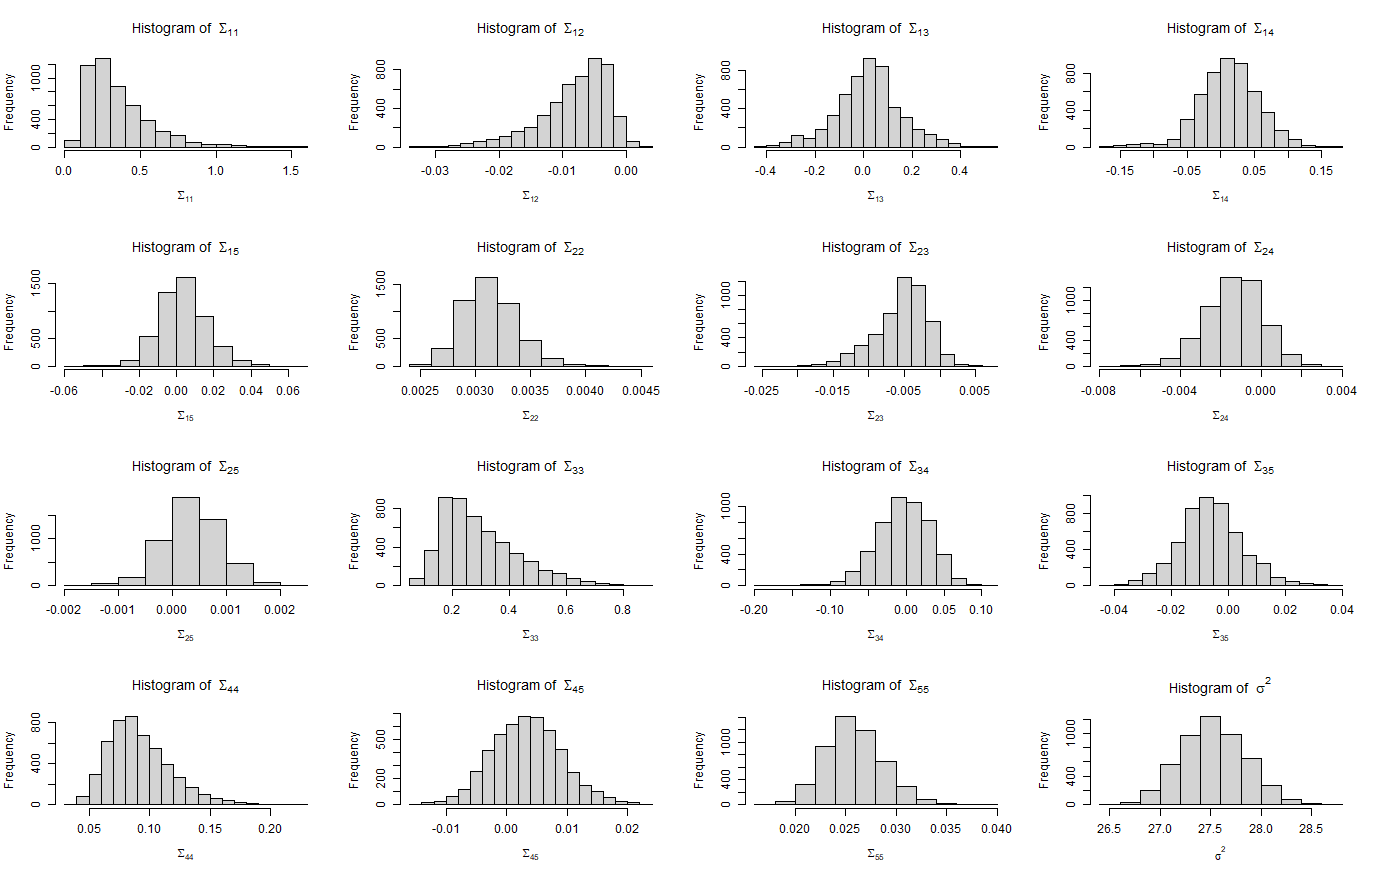 Histogram of Σ11
Histogram of Σ12
Histogram of Σ13
Histogram of Σ14
Frequency
0 400 1000
Frequency
0 400 800
Frequency
0 400 800
Frequency
0 400 800
0.0 0.5 1.0 1.5
-0.03 -0.02 -0.01 0.00
-0.4 -0.2 0.0 0.2 0.4
-0.15 -0.05 0.05 0.15
Σ11
Σ12
Σ13
Σ14
Histogram of Σ15
Histogram of Σ22
Histogram of Σ23
Histogram of Σ24
Frequency
0 500 1500
Frequency
0 500 1500
Frequency
0 400 1000
Frequency
0 400 1000
-0.06 -0.02 0.00 0.02 0.04 0.06
0.0025 0.0030 0.0035 0.0040 0.0045
-0.025 -0.015 -0.005 0.005
-0.008 -0.004 0.000 0.004
Σ15
Σ22
Σ23
Σ24
Histogram of Σ25
Histogram of Σ33
Histogram of Σ34
Histogram of Σ35
Frequency
0 1000
Frequency
0 400 800
Frequency
0 400 1000
Frequency
0 400 800
-0.002 -0.001 0.000 0.001 0.002
0.2 0.4 0.6 0.8
-0.20 -0.10 0.00 0.05 0.10
-0.04 -0.02 0.00 0.02 0.04
Σ25
Σ33
Σ34
Σ35
Histogram of Σ44
Histogram of Σ45
Histogram of Σ55
Histogram of σ2
Frequency
0 400 800
Frequency
0 200 500
Frequency
0 400 1000
Frequency
0 400 1000
0.05 0.10 0.15 0.20
-0.01 0.00 0.01 0.02
0.020 0.025 0.030 0.035 0.040
26.5 27.0 27.5 28.0 28.5
Σ44
Σ45
Σ55
σ2